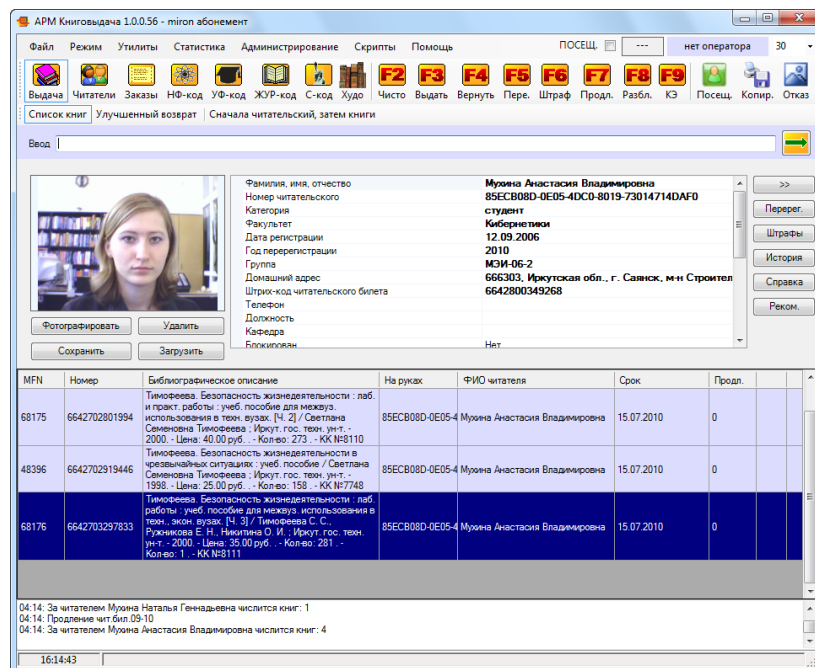 АРМ Книговыдача 1.0.0.56 - miron абонемент
Файл Режим Утилиты Статистика Администрирование Скрипты Помощь ПОСЕЩ. --- нет оператора 30
F2 F3 F4 F5 F6 F7 F8 F9
Выдача Читатели Заказы НФ-код УФ-код ЖУР-код С-код Худо Чисто Выдать Вернуть Пере. Штраф Продл. Разбл. КЭ Посещ. Копир. Отказ
Список книг Улучшенный возврат Сначала читательский, затем книги
Ввод
Фамилия, имя, отчество Мухина Анастасия Владимировна
Номер читательского 85ECB08D-0E05-4DC0-8019-73014714DAF0
Категория студент
Факультет Кибернетики
Дата регистрации 12.09.2006
Год перерегистрации 2010
Группа МЭИ-06-2
Домашний адрес 666303, Иркутская обл., г. Саянск, м-н Строител
Штрих-код читательского билета 6642800349268
Телефон
Должность
Кафедра
Блокирован Нет
>>
Перерег.
Штрафы
История
Справка
Реком.
Фотографировать Удалить
Сохранить Загрузить
MFN Номер Библиографическое описание На руках ФИО читателя Срок Продл.
Тимофеева. Безопасность жизнедеятельности : лаб.
и практ. работы : учеб. пособие для межвуз.
использования в техн. вузах. [Ч. 2] / Светлана
68175 6642702801994 Семеновна Тимофеева ; Иркут. гос. техн. ун-т. - 85ECB08D-0E05-4 Мухина Анастасия Владимировна 15.07.2010 0
2000. - Цена: 40.00 руб. . - Кол-во: 273 . - КК №8110
Тимофеева. Безопасность жизнедеятельности в
чрезвычайных ситуациях : учеб. пособие / Светлана
48396 6642702919446 Семеновна Тимофеева ; Иркут. гос. техн. ун-т. - 85ECB08D-0E05-4 Мухина Анастасия Владимировна 15.07.2010 0
1998. - Цена: 25.00 руб. . - Кол-во: 158 . - КК №7748
Тимофеева. Безопасность жизнедеятельности : лаб.
работы : учеб. пособие для межвуз. использования в
техн., экон. вузах. [Ч. 3] / Тимофеева С. С.,
68176 6642703297833 Ружникова Е. Н., Никитина О. И. ; Иркут. гос. техн. 85ECB08D-0E05-4 Мухина Анастасия Владимировна 15.07.2010 0
ун-т. - 2000. - Цена: 35.00 руб. . - Кол-во: 281 . -
Кол-во: 1 . - КК №8111
04:14: За читателем Мухина Наталья Геннадьевна числится книг: 1
04:14: Продление чит.бил.09-10
04:14: За читателем Мухина Анастасия Владимировна числится книг: 4
16:14:43